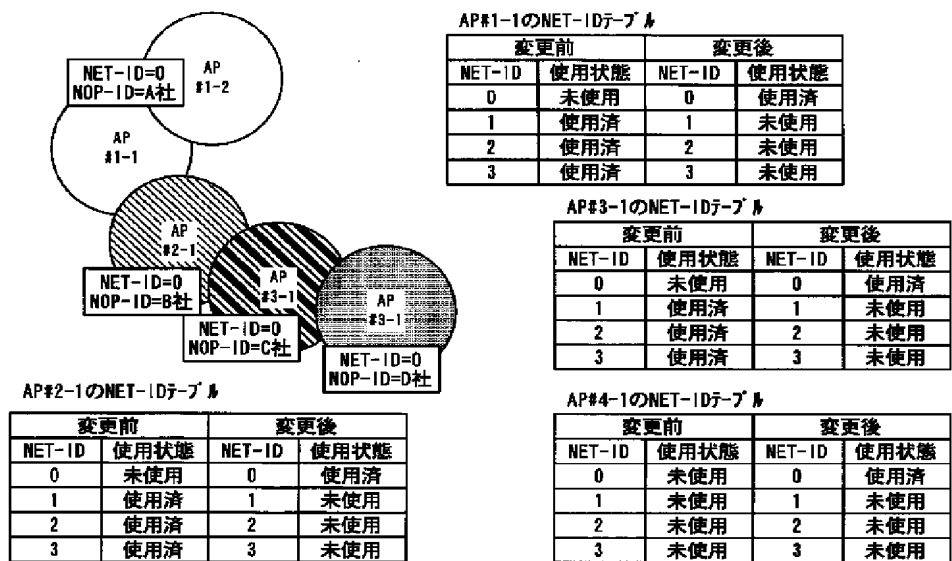 AP
#1-2
NET-ID=0
NOP-ID=A社
AP
#1-1
AP
#2-1
NET-ID=0
NOP-ID=B社
AP
#3-1
NET-ID=0
NOP-ID=C社
AP
#3-1
NET-ID=0
NOP-ID=D社
AP#1-1のNET-IDテーブル
変更前 変更後
NET-ID 使用状態 NET-ID 使用状態
0 未使用 0 使用済
1 使用済 1 未使用
2 使用済 2 未使用
3 使用済 3 未使用
AP#3-1のNET-IDテーブル
変更前 変更後
NET-ID 使用状態 NET-ID 使用状態
0 未使用 0 使用済
1 使用済 1 未使用
2 使用済 2 未使用
3 使用済 3 未使用
AP#2-1のNET-IDテーブル
変更前 変更後
NET-ID 使用状態 NET-ID 使用状態
0 未使用 0 使用済
1 使用済 1 未使用
2 使用済 2 未使用
3 使用済 3 未使用
AP#4-1のNET-IDテーブル
変更前 変更後
NET-ID 使用状態 NET-ID 使用状態
0 未使用 0 使用済
1 未使用 1 未使用
2 未使用 2 未使用
3 未使用 3 未使用